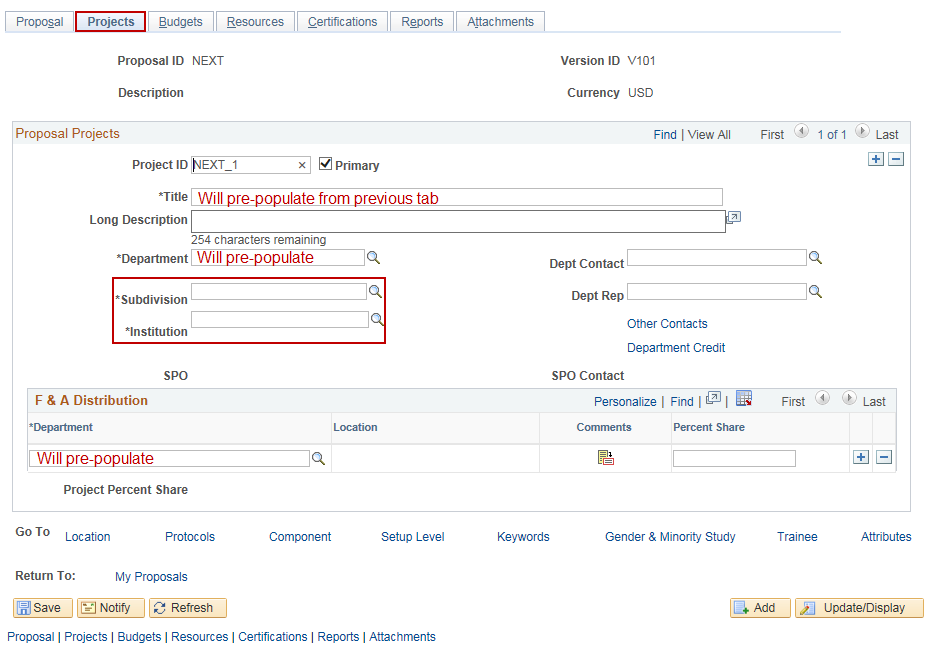 Proposal Projects Budgets Resources Certifications Reports Attachments
Proposal ID NEXT Version ID V101
Description Currency USD
Proposal Projects Find | View All First 1 of 1 Last
Project ID NEXT_1 × Primary
*Title Will pre-populate from previous tab
Long Description
254 characters remaining
*Department Will pre-populate Dept Contact
*Subdivision Dept Rep
*Institution Other Contacts
Department Credit
SPO SPO Contact
F & A Distribution Personalize | Find | | First Last
*Department Location Comments Percent Share
Will pre-populate
Project Percent Share
Go To Location Protocols Component Setup Level Keywords Gender & Minority Study Trainee Attributes
Return To: My Proposals
Save Notify Refresh Add Update/Display
Proposal | Projects | Budgets | Resources | Certifications | Reports | Attachments